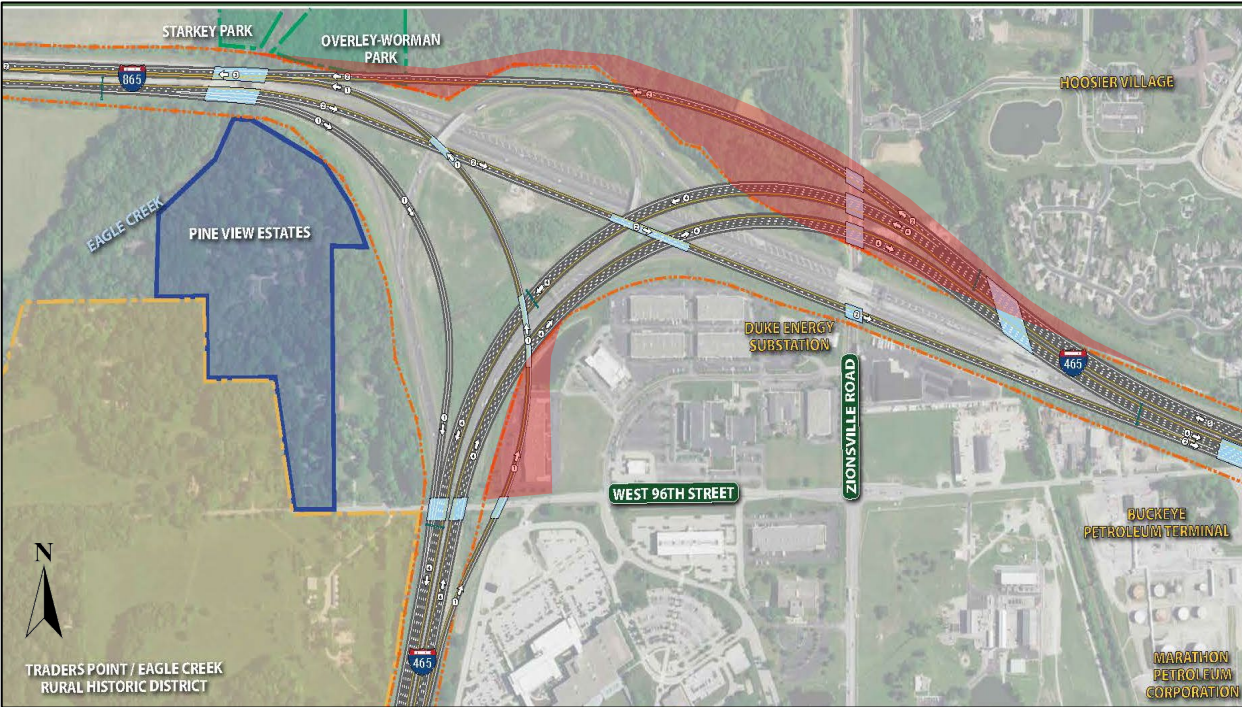 STARKEY PARK
OVERLEY-WORMAN
PARK
865
HOOSIER VILLAGE
EAGLE CREEK
PINE VIEW ESTATES
DUKE ENERGY
SUBSTATION
465
ZIONSVILLE ROAD
WEST 96TH STREET
BUCKEYE
PETROLEUM TERMINAL
N
465
TRADERS POINT / EAGLE CREEK
RURAL HISTORIC DISTRICT
MARATHON
PETROLEUM
CORPORATION